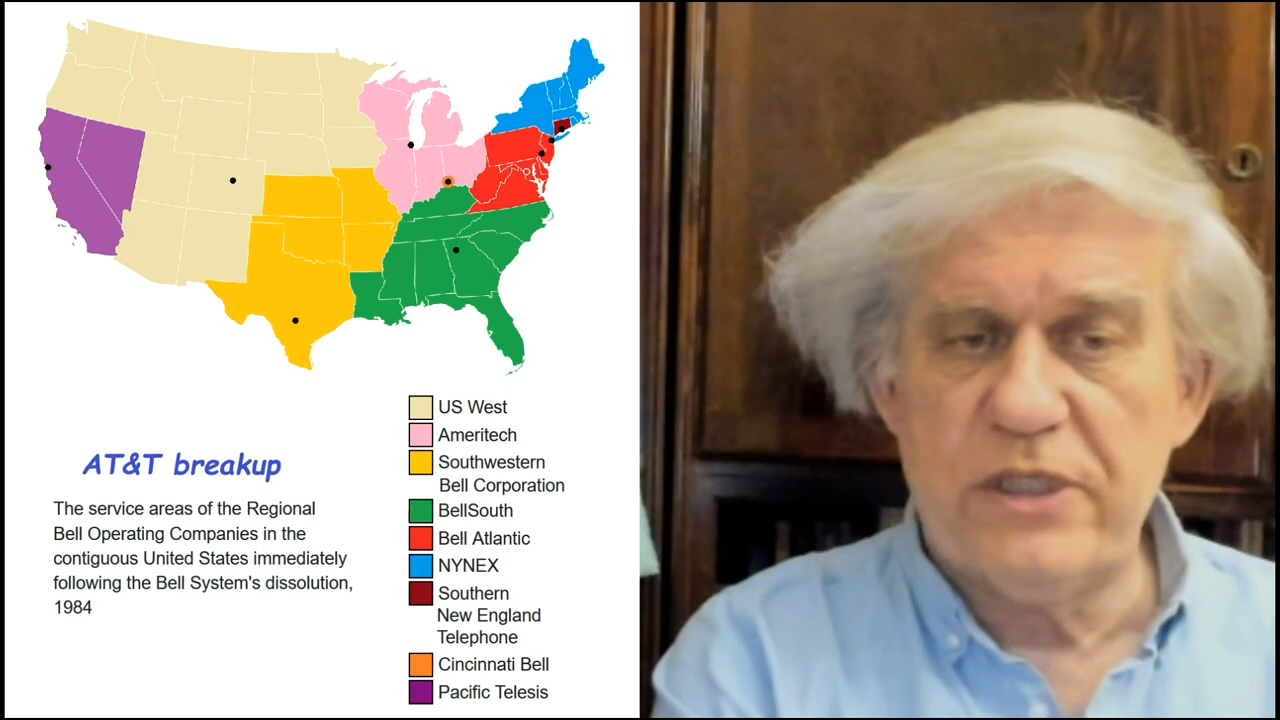 US West
Ameritech
Southwestern
Bell Corporation
BellSouth
Bell Atlantic
NYNEX
Southern
New England
Telephone
Cincinnati Bell
Pacific Telesis
AT&T breakup
The service areas of the Regional
Bell Operating Companies in the
contiguous United States immediately
following the Bell System's dissolution,
1984